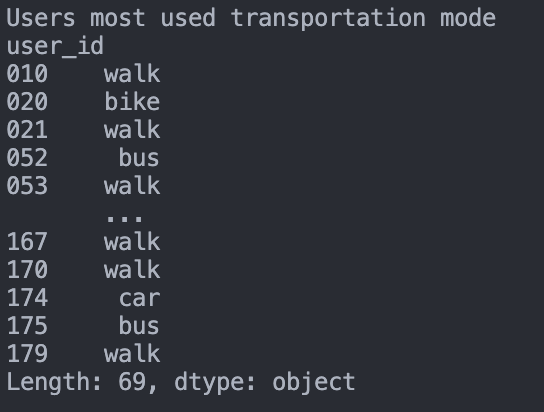 Users most used transportation mode
user_id
010    walk
020    bike
021    walk
052     bus
053    walk
       ...
167    walk
170    walk
174     car
175     bus
179    walk
Length: 69, dtype: object